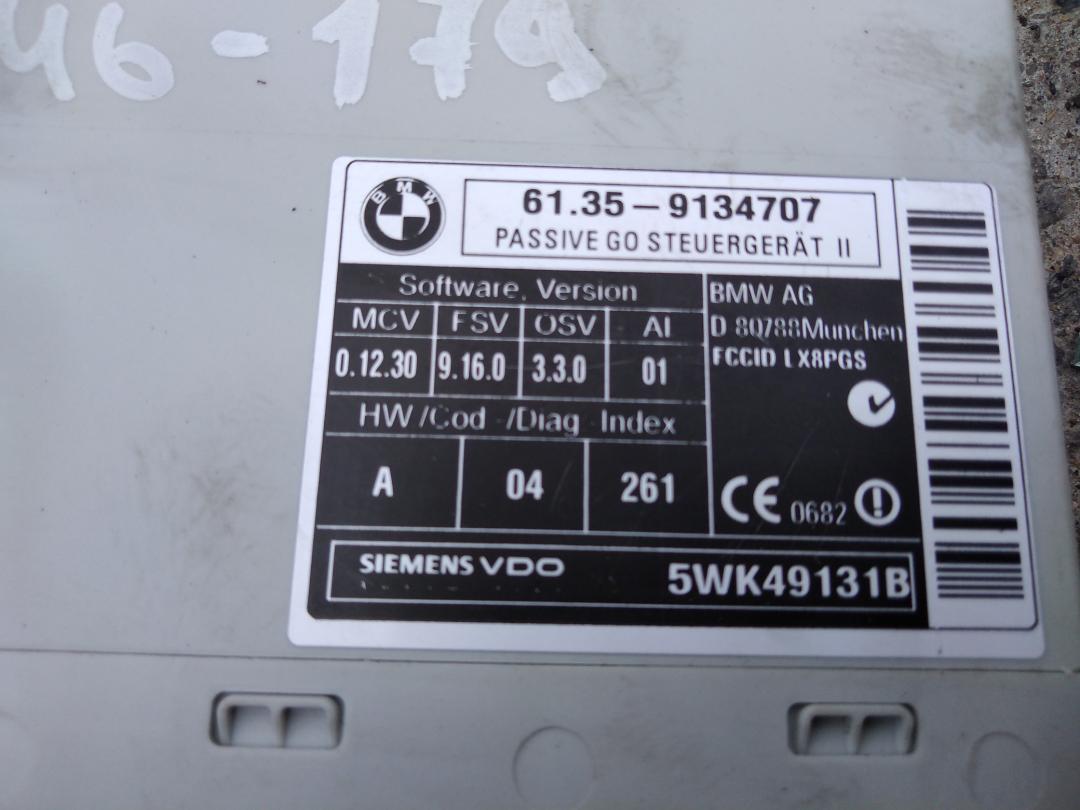 46-179
BMW
61.35-9134707
PASSIVE GO STEUERGERÄT II
Software Version
MCV FSV OSV AI
0.12.30 9.16.0 3.3.0 01
HW/Cod-/Diag Index
A 04 261
BMW AG
D 80788 Munchen
FCCID LX8PGS
CE 0682
SIEMENS VDO
5WK49131B